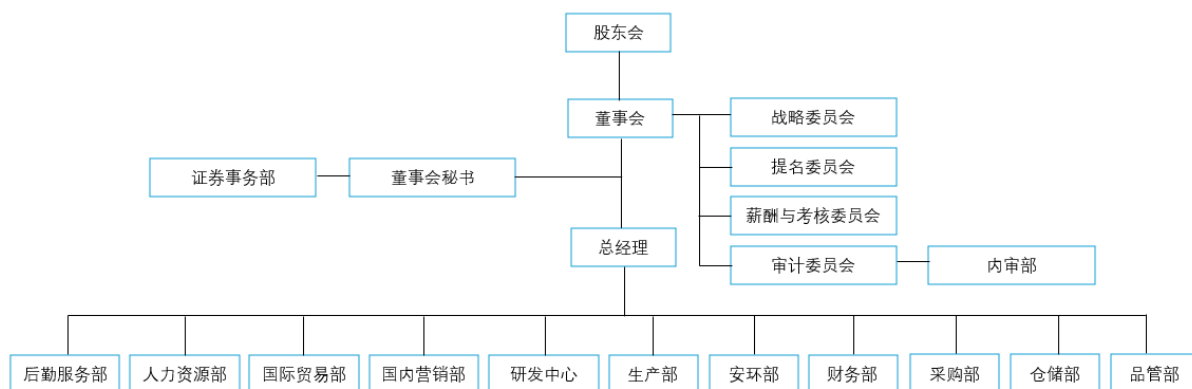 股东会
董事会
战略委员会
提名委员会
证券事务部
董事会秘书
薪酬与考核委员会
总经理
审计委员会
内审部
后勤服务部
人力资源部
国际贸易部
国内营销部
研发中心
生产部
安环部
财务部
采购部
仓储部
品管部